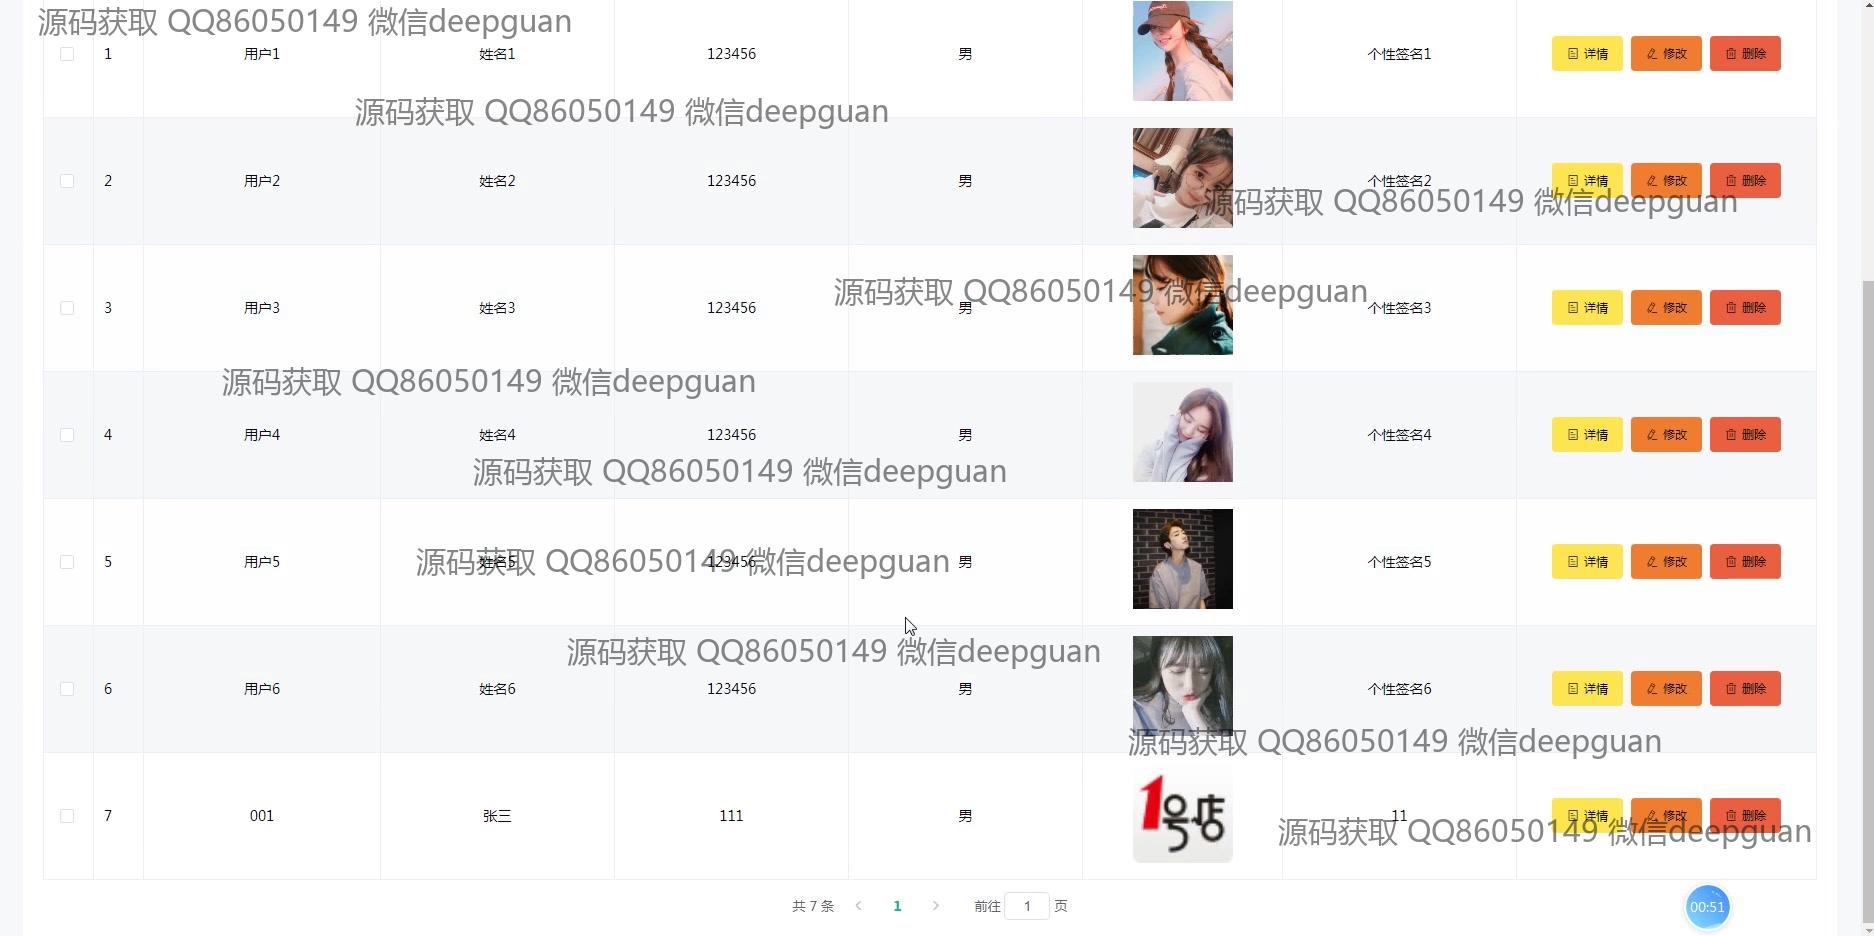 源码获取 QQ86050149 微信deepguan
1 用户1 姓名1 123456 男 个性签名1 详情 修改 删除
源码获取 QQ86050149 微信deepguan
2 用户2 姓名2 123456 男 个性签名2 详情 修改 删除
源码获取 QQ86050149 微信deepguan
源码获取 QQ86050149 微信deepguan
3 用户3 姓名3 123456 男 个性签名3 详情 修改 删除
源码获取 QQ86050149 微信deepguan
4 用户4 姓名4 123456 男 个性签名4 详情 修改 删除
源码获取 QQ86050149 微信deepguan
5 用户5 姓名5 123456 男 个性签名5 详情 修改 删除
源码获取 QQ86050149 微信deepguan
源码获取 QQ86050149 微信deepguan
6 用户6 姓名6 123456 男 个性签名6 详情 修改 删除
源码获取 QQ86050149 微信deepguan
7 001 张三 111 男 1号店 11 详情 修改 删除
源码获取 QQ86050149 微信deepguan
共 7 条 1 前往 1 页 00:51